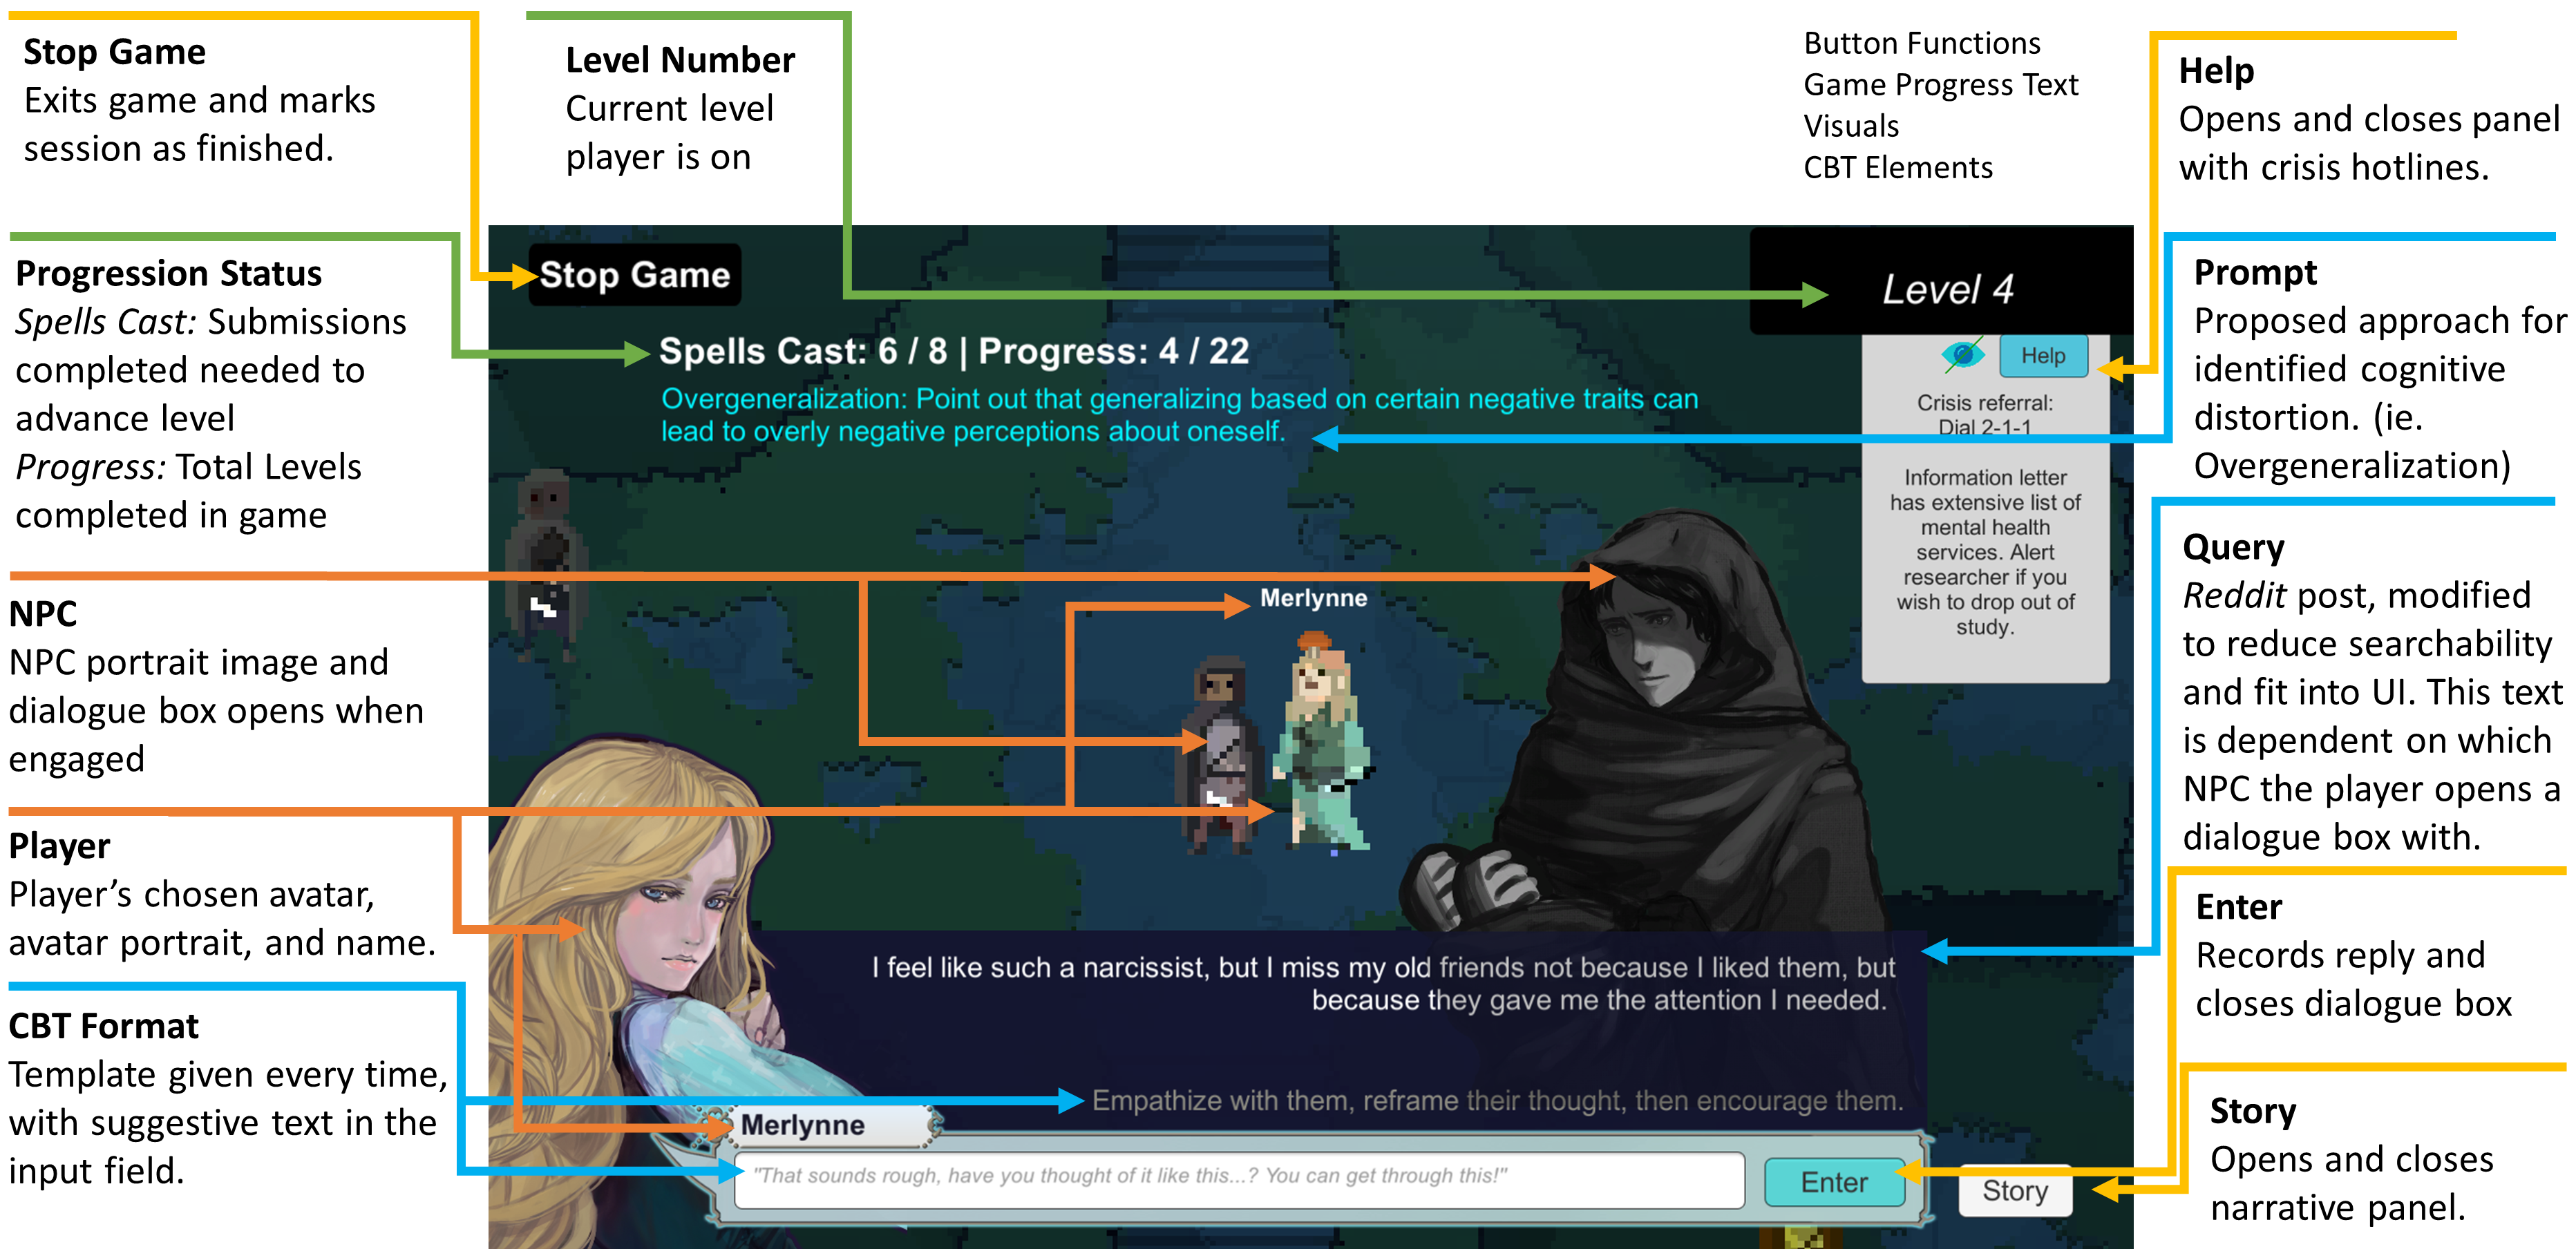 Stop Game
Exits game and marks
session as finished.
Level Number
Current level
player is on
Button Functions
Game Progress Text
Visuals
CBT Elements
Help
Opens and closes panel
with crisis hotlines.
Progression Status
Spells Cast: Submissions
completed needed to
advance level
Progress: Total Levels
completed in game
NPC
NPC portrait image and
dialogue box opens when
engaged
Player
Player’s chosen avatar,
avatar portrait, and name.
CBT Format
Template given every time,
with suggestive text in the
input field.
Stop Game
Level 4
Spells Cast: 6 / 8 | Progress: 4 / 22
Overgeneralization: Point out that generalizing based on certain negative traits can
lead to overly negative perceptions about oneself.
Help
Crisis referral:
Dial 2-1-1
Information letter
has extensive list of
mental health
services. Alert
researcher if you
wish to drop out of
study.
Merlynne
I feel like such a narcissist, but I miss my old friends not because I liked them, but
because they gave me the attention I needed.
Empathize with them, reframe their thought, then encourage them.
Merlynne
"That sounds rough, have you thought of it like this...? You can get through this!"
Enter
Story
Prompt
Proposed approach for
identified cognitive
distortion. (ie.
Overgeneralization)
Query
Reddit post, modified
to reduce searchability
and fit into UI. This text
is dependent on which
NPC the player opens a
dialogue box with.
Enter
Records reply and
closes dialogue box
Story
Opens and closes
narrative panel.